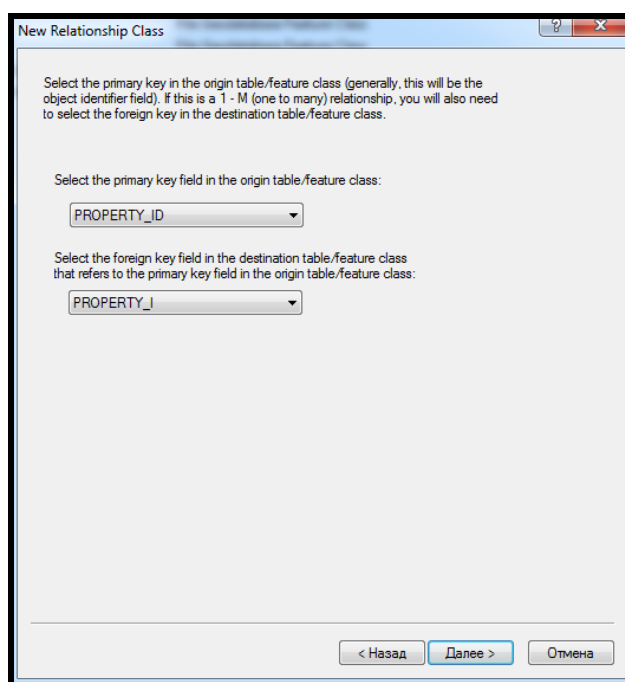 New Relationship Class
?
X
Select the primary key in the origin table/feature class (generally, this will be the
object identifier field). If this is a 1 - M (one to many) relationship, you will also need
to select the foreign key in the destination table/feature class.
Select the primary key field in the origin table/feature class:
PROPERTY_ID
Select the foreign key field in the destination table/feature class
that refers to the primary key field in the origin table/feature class:
PROPERTY_I
< Назад
Далее >
Отмена